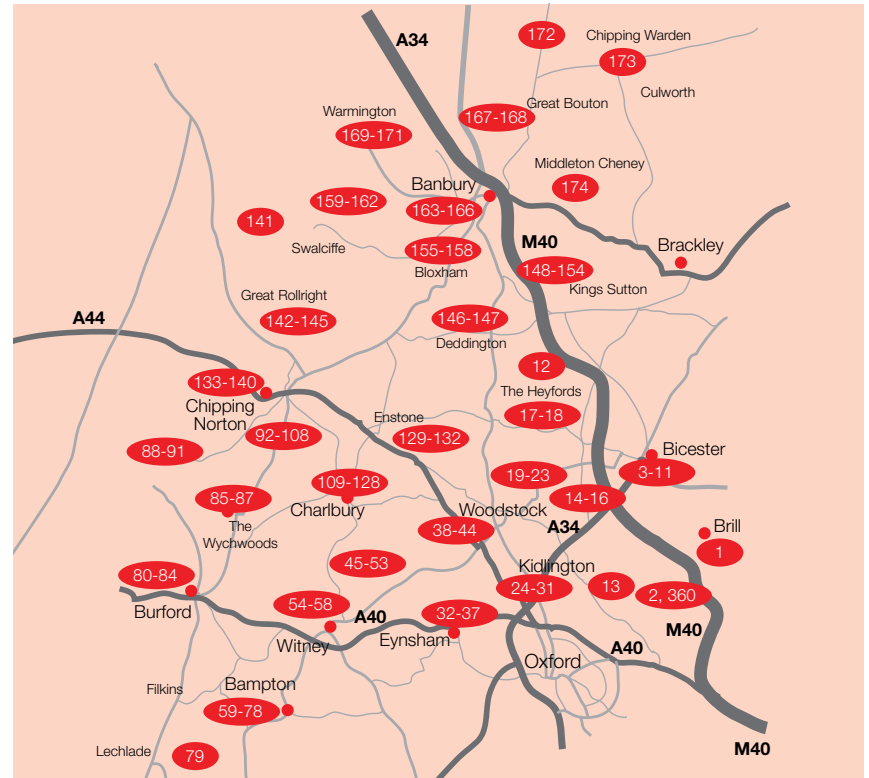 172
Chipping Warden
A34
173
Culworth
Great Bouton
Warmington
167-168
169-171
Middleton Cheney
Banbury
174
159-162
163-166
141
M40
Swalciffe
155-158
Brackley
Bloxham
148-154
Kings Sutton
Great Rollright
A44
142-145
146-147
Deddington
12
133-140
The Heyfords
Chipping
Norton
Enstone
17-18
92-108
129-132
88-91
Bicester
109-128
19-23
3-11
85-87
14-16
Charlbury
Woodstock
The
Wychwoods
38-44
A34
Brill
1
45-53
Kidlington
80-84
24-31
13
2, 360
54-58
Burford
A40
32-37
M40
Witney
Eynsham
A40
Oxford
Filkins
Bampton
59-78
Lechlade
79
M40